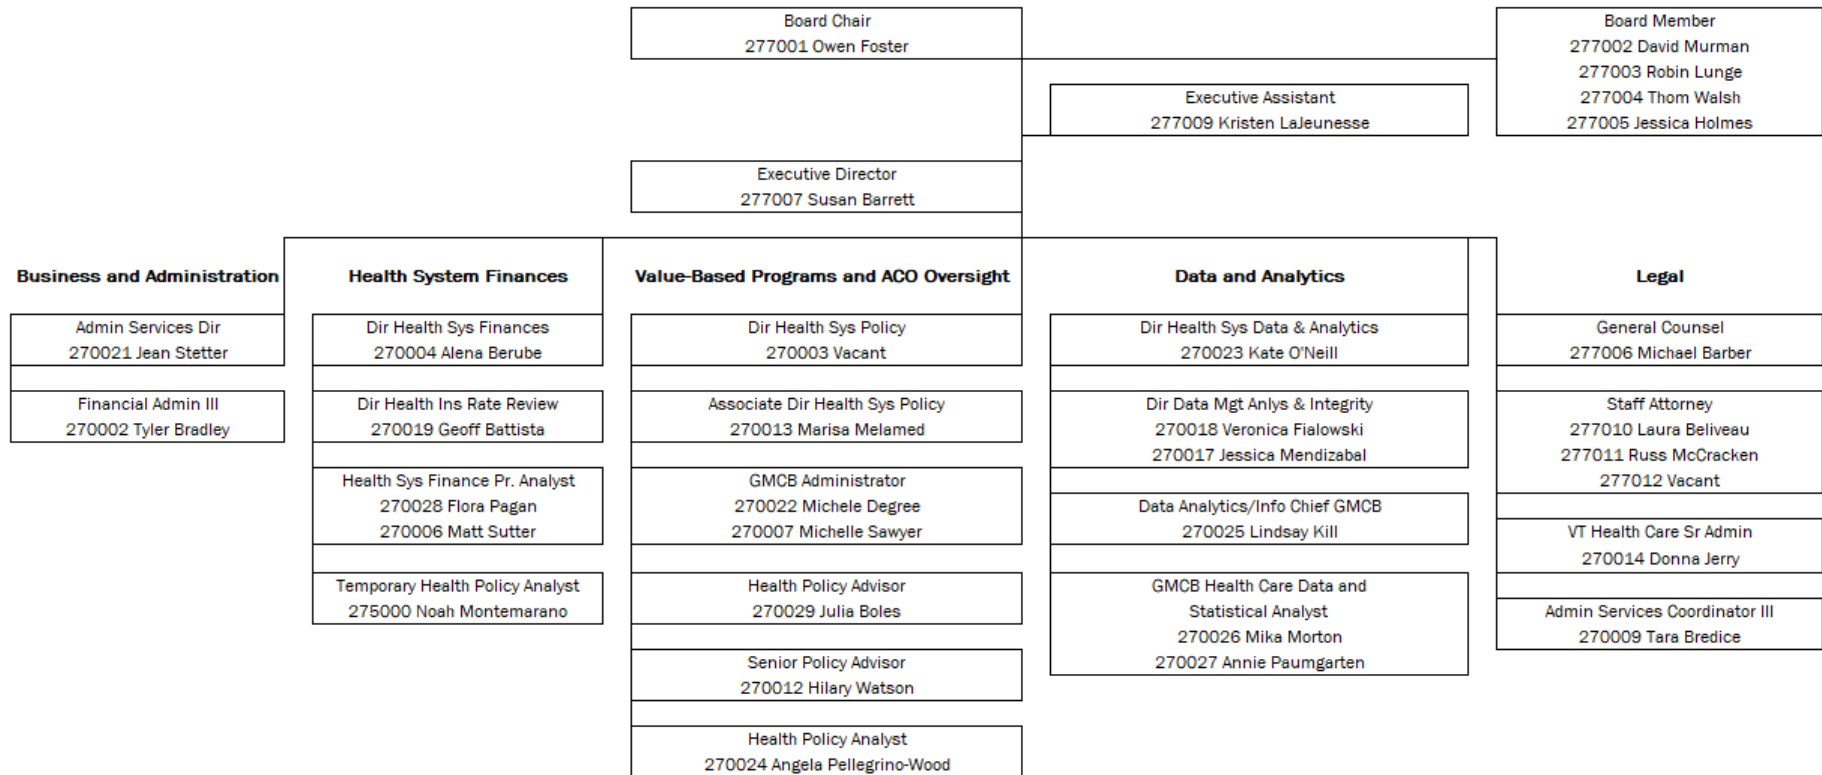 Board Chair
277001 Owen Foster
Board Member
277002 David Murman
277003 Robin Lunge
277004 Thom Walsh
277005 Jessica Holmes
Executive Assistant
277009 Kristen LaJeunesse
Executive Director
277007 Susan Barrett
Business and Administration
Admin Services Dir
270021 Jean Stetter
Financial Admin III
270002 Tyler Bradley
Health System Finances
Dir Health Sys Finances
270004 Alena Berube
Dir Health Ins Rate Review
270019 Geoff Battista
Health Sys Finance Pr. Analyst
270028 Flora Pagan
270006 Matt Sutter
Temporary Health Policy Analyst
275000 Noah Montemarano
Value-Based Programs and ACO Oversight
Dir Health Sys Policy
270003 Vacant
Associate Dir Health Sys Policy
270013 Marisa Melamed
GMCB Administrator
270022 Michele Degree
270007 Michelle Sawyer
Health Policy Advisor
270029 Julia Boles
Senior Policy Advisor
270012 Hilary Watson
Health Policy Analyst
270024 Angela Pellegrino-Wood
Data and Analytics
Dir Health Sys Data & Analytics
270023 Kate O'Neill
Dir Data Mgt Anlys & Integrity
270018 Veronica Fialowski
270017 Jessica Mendizabal
Data Analytics/Info Chief GMCB
270025 Lindsay Kill
GMCB Health Care Data and
Statistical Analyst
270026 Mika Morton
270027 Annie Paumgarten
Legal
General Counsel
277006 Michael Barber
Staff Attorney
277010 Laura Beliveau
277011 Russ McCracken
277012 Vacant
VT Health Care Sr Admin
270014 Donna Jerry
Admin Services Coordinator III
270009 Tara Bredice